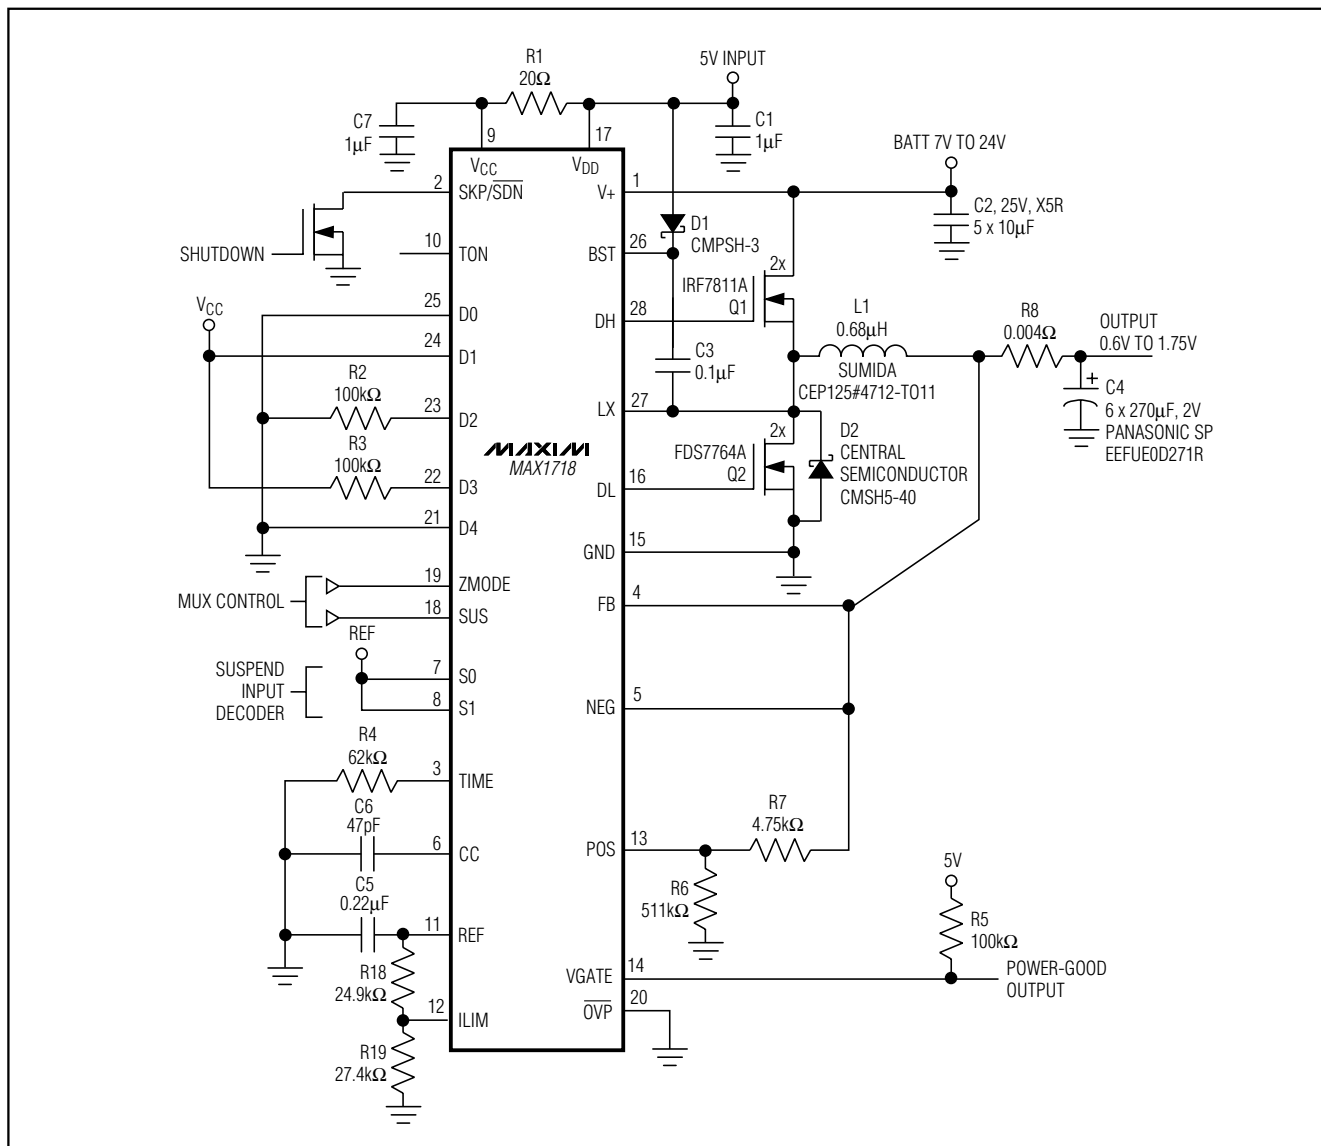 R1
20Ω
5V INPUT
C7
1µF
9
17
C1
1µF
BATT 7V TO 24V
VCC
VDD
2
SKP/SDN
V+
1
C2, 25V, X5R
5 x 10µF
SHUTDOWN
10
TON
D1
CMPSH-3
BST
26
2x
IRF7811A
Q1
VCC
25
D0
DH
28
L1
0.68µH
SUMIDA
CEP125#4712-TO11
R8
0.004Ω
OUTPUT
0.6V TO 1.75V
24
D1
C3
0.1µF
C4
6 x 270µF, 2V
PANASONIC SP
EEFUE0D271R
+
R2
100kΩ
23
D2
LX
27
MAXIM
MAX1718
2x
FDS7764A
Q2
D2
CENTRAL
SEMICONDUCTOR
CMSH5-40
R3
100kΩ
22
D3
DL
16
21
D4
GND
15
MUX CONTROL
19
ZMODE
FB
4
18
SUS
REF
SUSPEND
INPUT
DECODER
7
S0
8
S1
NEG
5
R4
62kΩ
3
TIME
C6
47pF
6
CC
POS
13
R7
4.75kΩ
R6
511kΩ
5V
R5
100kΩ
C5
0.22µF
11
REF
R18
24.9kΩ
VGATE
14
POWER-GOOD
OUTPUT
12
ILIM
OVP
20
R19
27.4kΩ